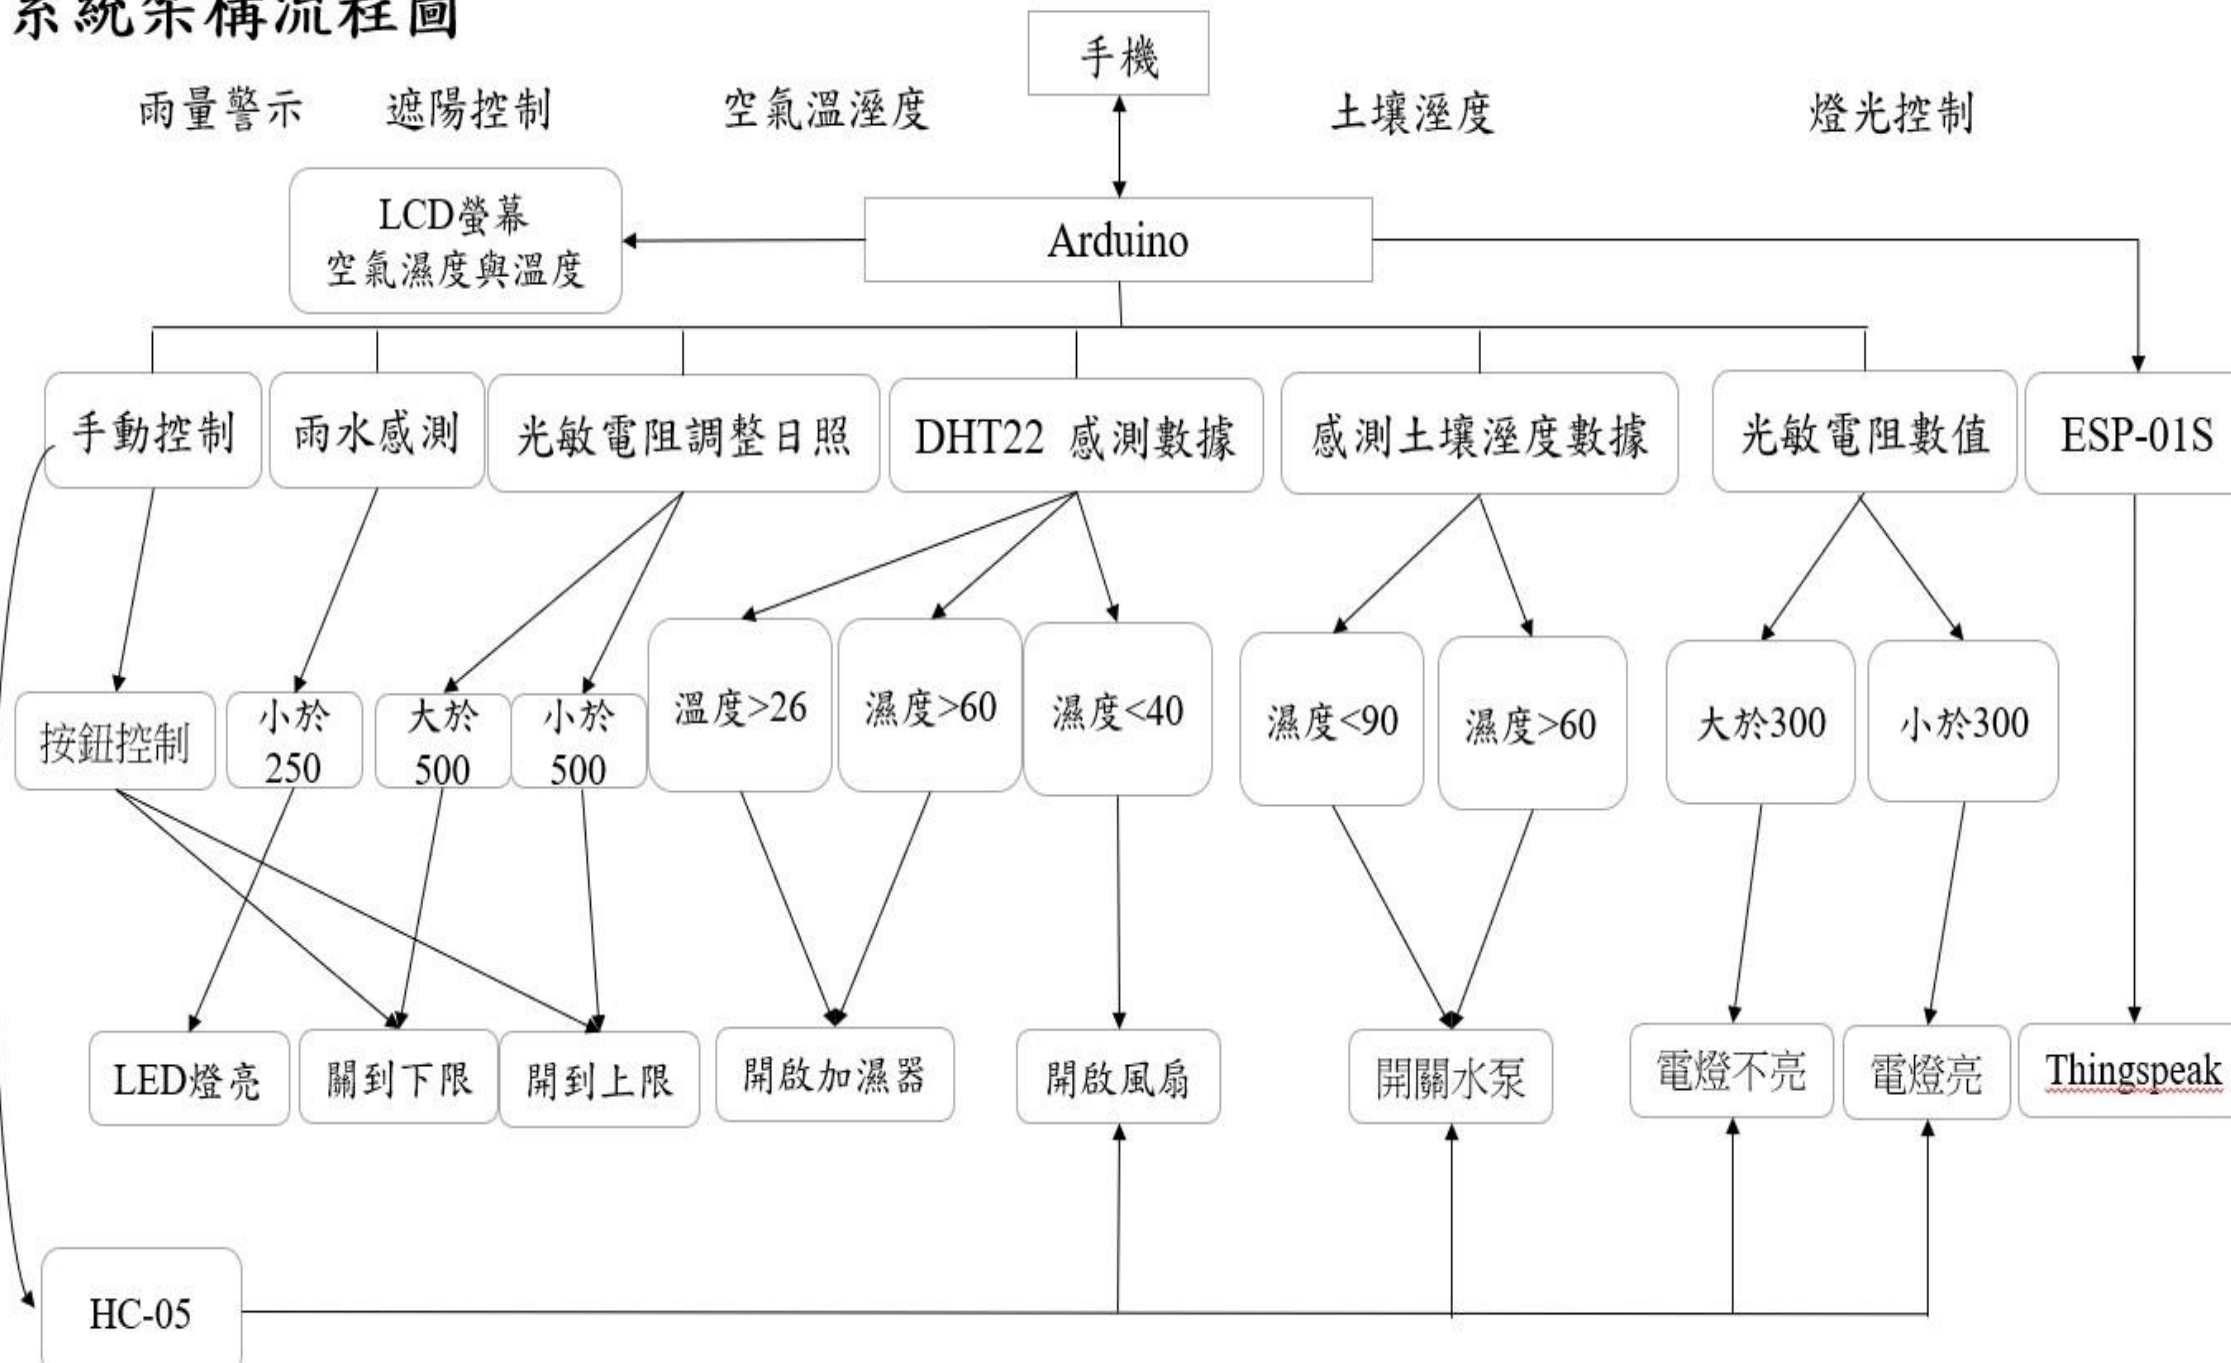 系統架構流程圖
手機
雨量警示
遮陽控制
空氣溫溼度
土壤溼度
燈光控制
LCD螢幕
空氣濕度與溫度
Arduino
手動控制
雨水感測
光敏電阻調整日照
DHT22 感測數據
感測土壤溼度數據
光敏電阻數值
ESP-01S
按鈕控制
小於
250
大於
500
小於
500
溫度>26
濕度>60
濕度<40
濕度<90
濕度>60
大於300
小於300
LED燈亮
關到下限
開到上限
開啟加濕器
開啟風扇
開關水泵
電燈不亮
電燈亮
Thingspeak
HC-05